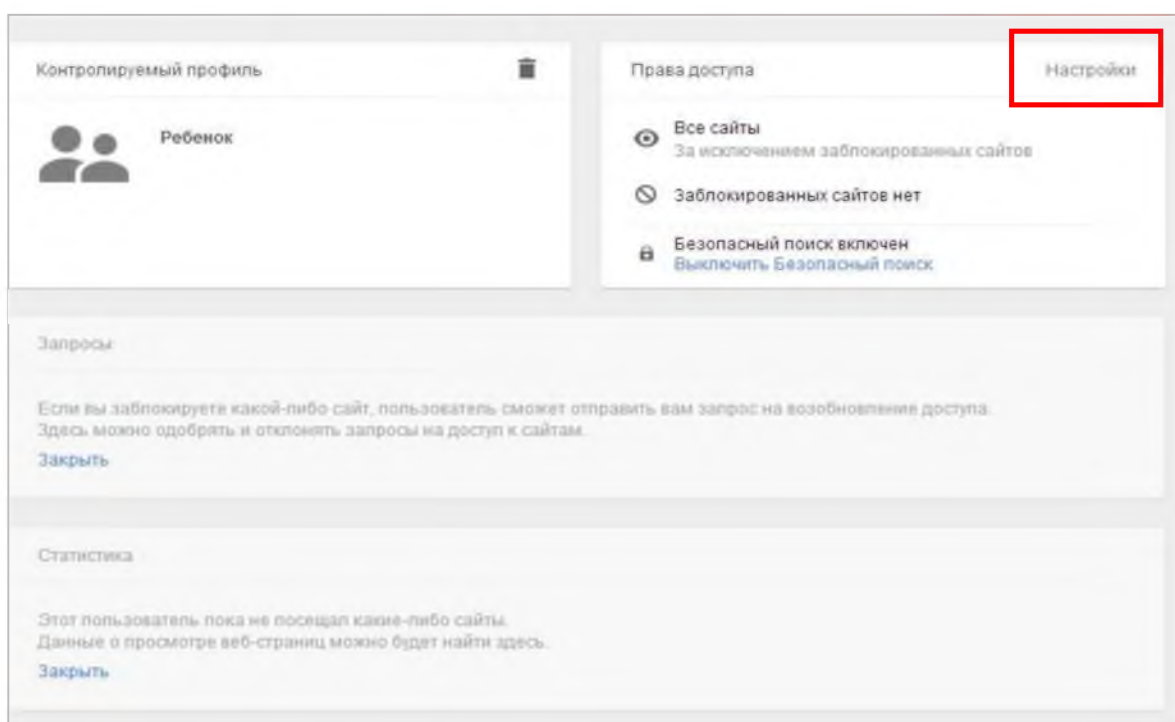 Контролируемый профиль
Ребенок
Права доступа
Настройки
Все сайты
За исключением заблокированных сайтов
Заблокированных сайтов нет
Безопасный поиск включен
Выключить Безопасный поиск
Запросы
Если вы заблокируете какой-либо сайт, пользователь сможет отправить вам запрос на возобновление доступа.
Здесь можно одобрять и отклонять запросы на доступ к сайтам.
Закрыть
Статистика
Этот пользователь пока не посещал какие-либо сайты.
Данные о просмотре веб-страниц можно будет найти здесь.
Закрыть